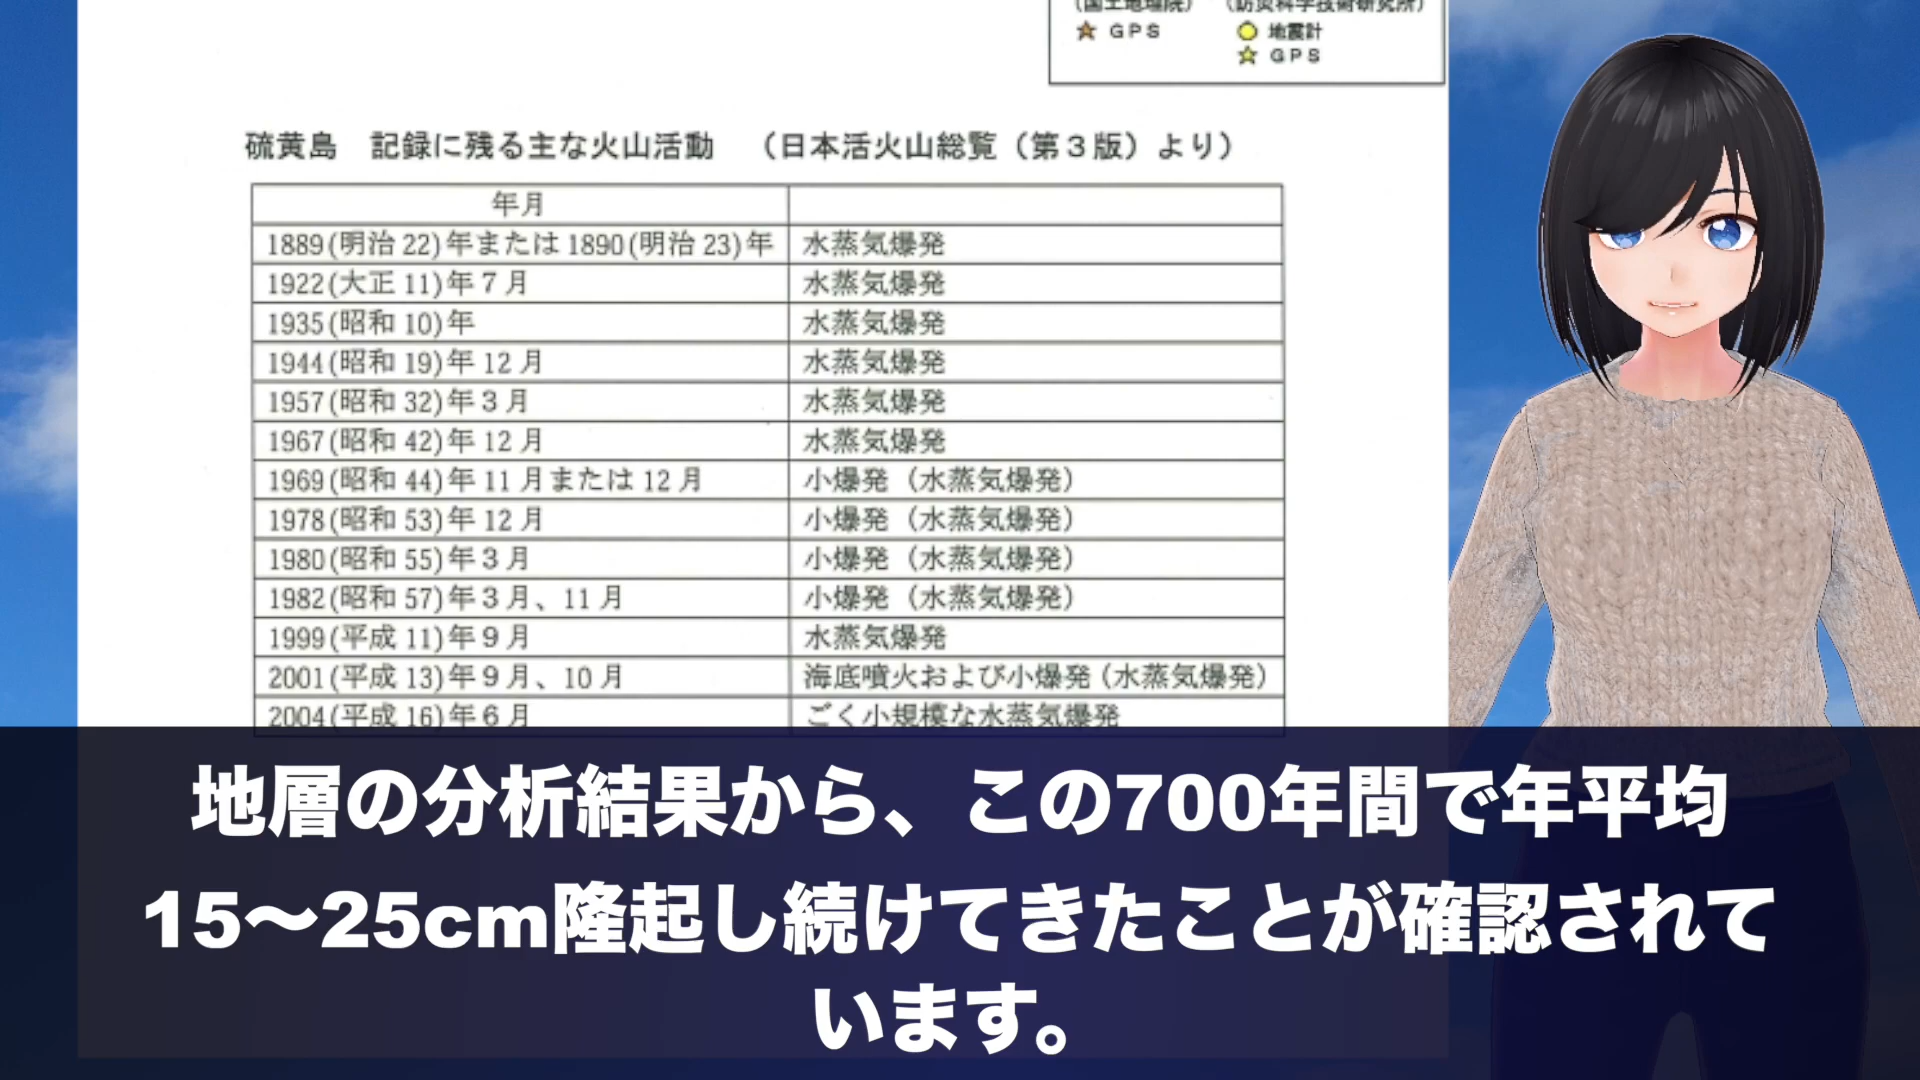 （国土地理院）（防災科学技術研究所）
★ＧＰＳ ○ 地震計
☆ＧＰＳ
硫黄島　記録に残る主な火山活動　（日本活火山総覧（第３版）より）
年月
1889(明治 22)年または 1890(明治 23)年 水蒸気爆発
1922(大正 11)年７月 水蒸気爆発
1935(昭和 10)年 水蒸気爆発
1944(昭和 19)年 12 月 水蒸気爆発
1957(昭和 32)年３月 水蒸気爆発
1967(昭和 42)年 12 月 水蒸気爆発
1969(昭和 44)年 11 月または 12 月 小爆発（水蒸気爆発）
1978(昭和 53)年 12 月 小爆発（水蒸気爆発）
1980(昭和 55)年３月 小爆発（水蒸気爆発）
1982(昭和 57)年３月、11 月 小爆発（水蒸気爆発）
1999(平成 11)年９月 水蒸気爆発
2001(平成 13)年９月、10 月 海底噴火および小爆発（水蒸気爆発）
2004(平成 16)年６月 ごく小規模な水蒸気爆発
地層の分析結果から、この700年間で年平均
15〜25cm隆起し続けてきたことが確認されて
います。